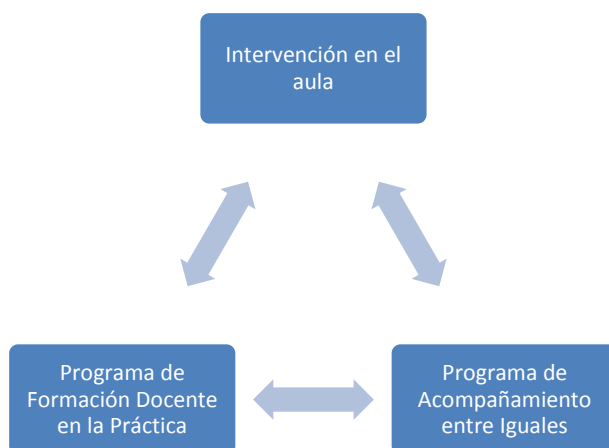 Intervención en el
aula
Programa de
Formación Docente
en la Práctica
Programa de
Acompañamiento
entre Iguales